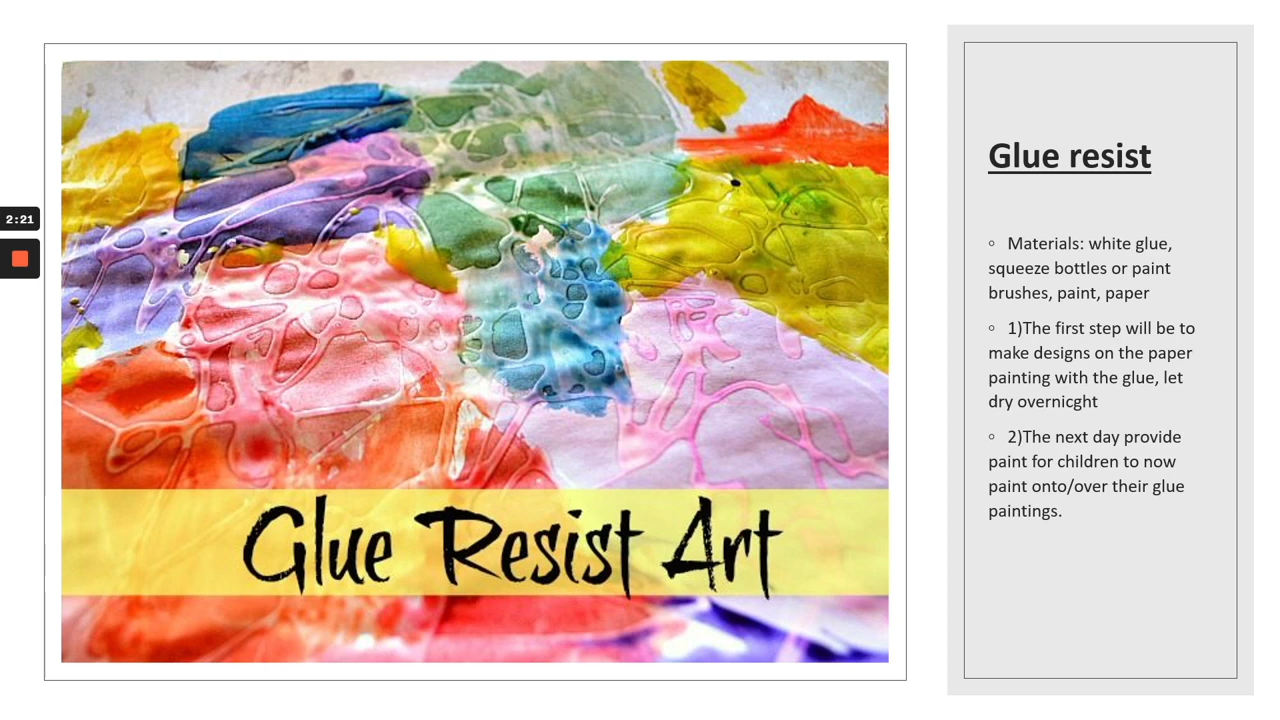 2:21
Glue Resist Art
Glue resist
◦ Materials: white glue,
squeeze bottles or paint
brushes, paint, paper
◦ 1)The first step will be to
make designs on the paper
painting with the glue, let
dry overnicght
◦ 2)The next day provide
paint for children to now
paint onto/over their glue
paintings.